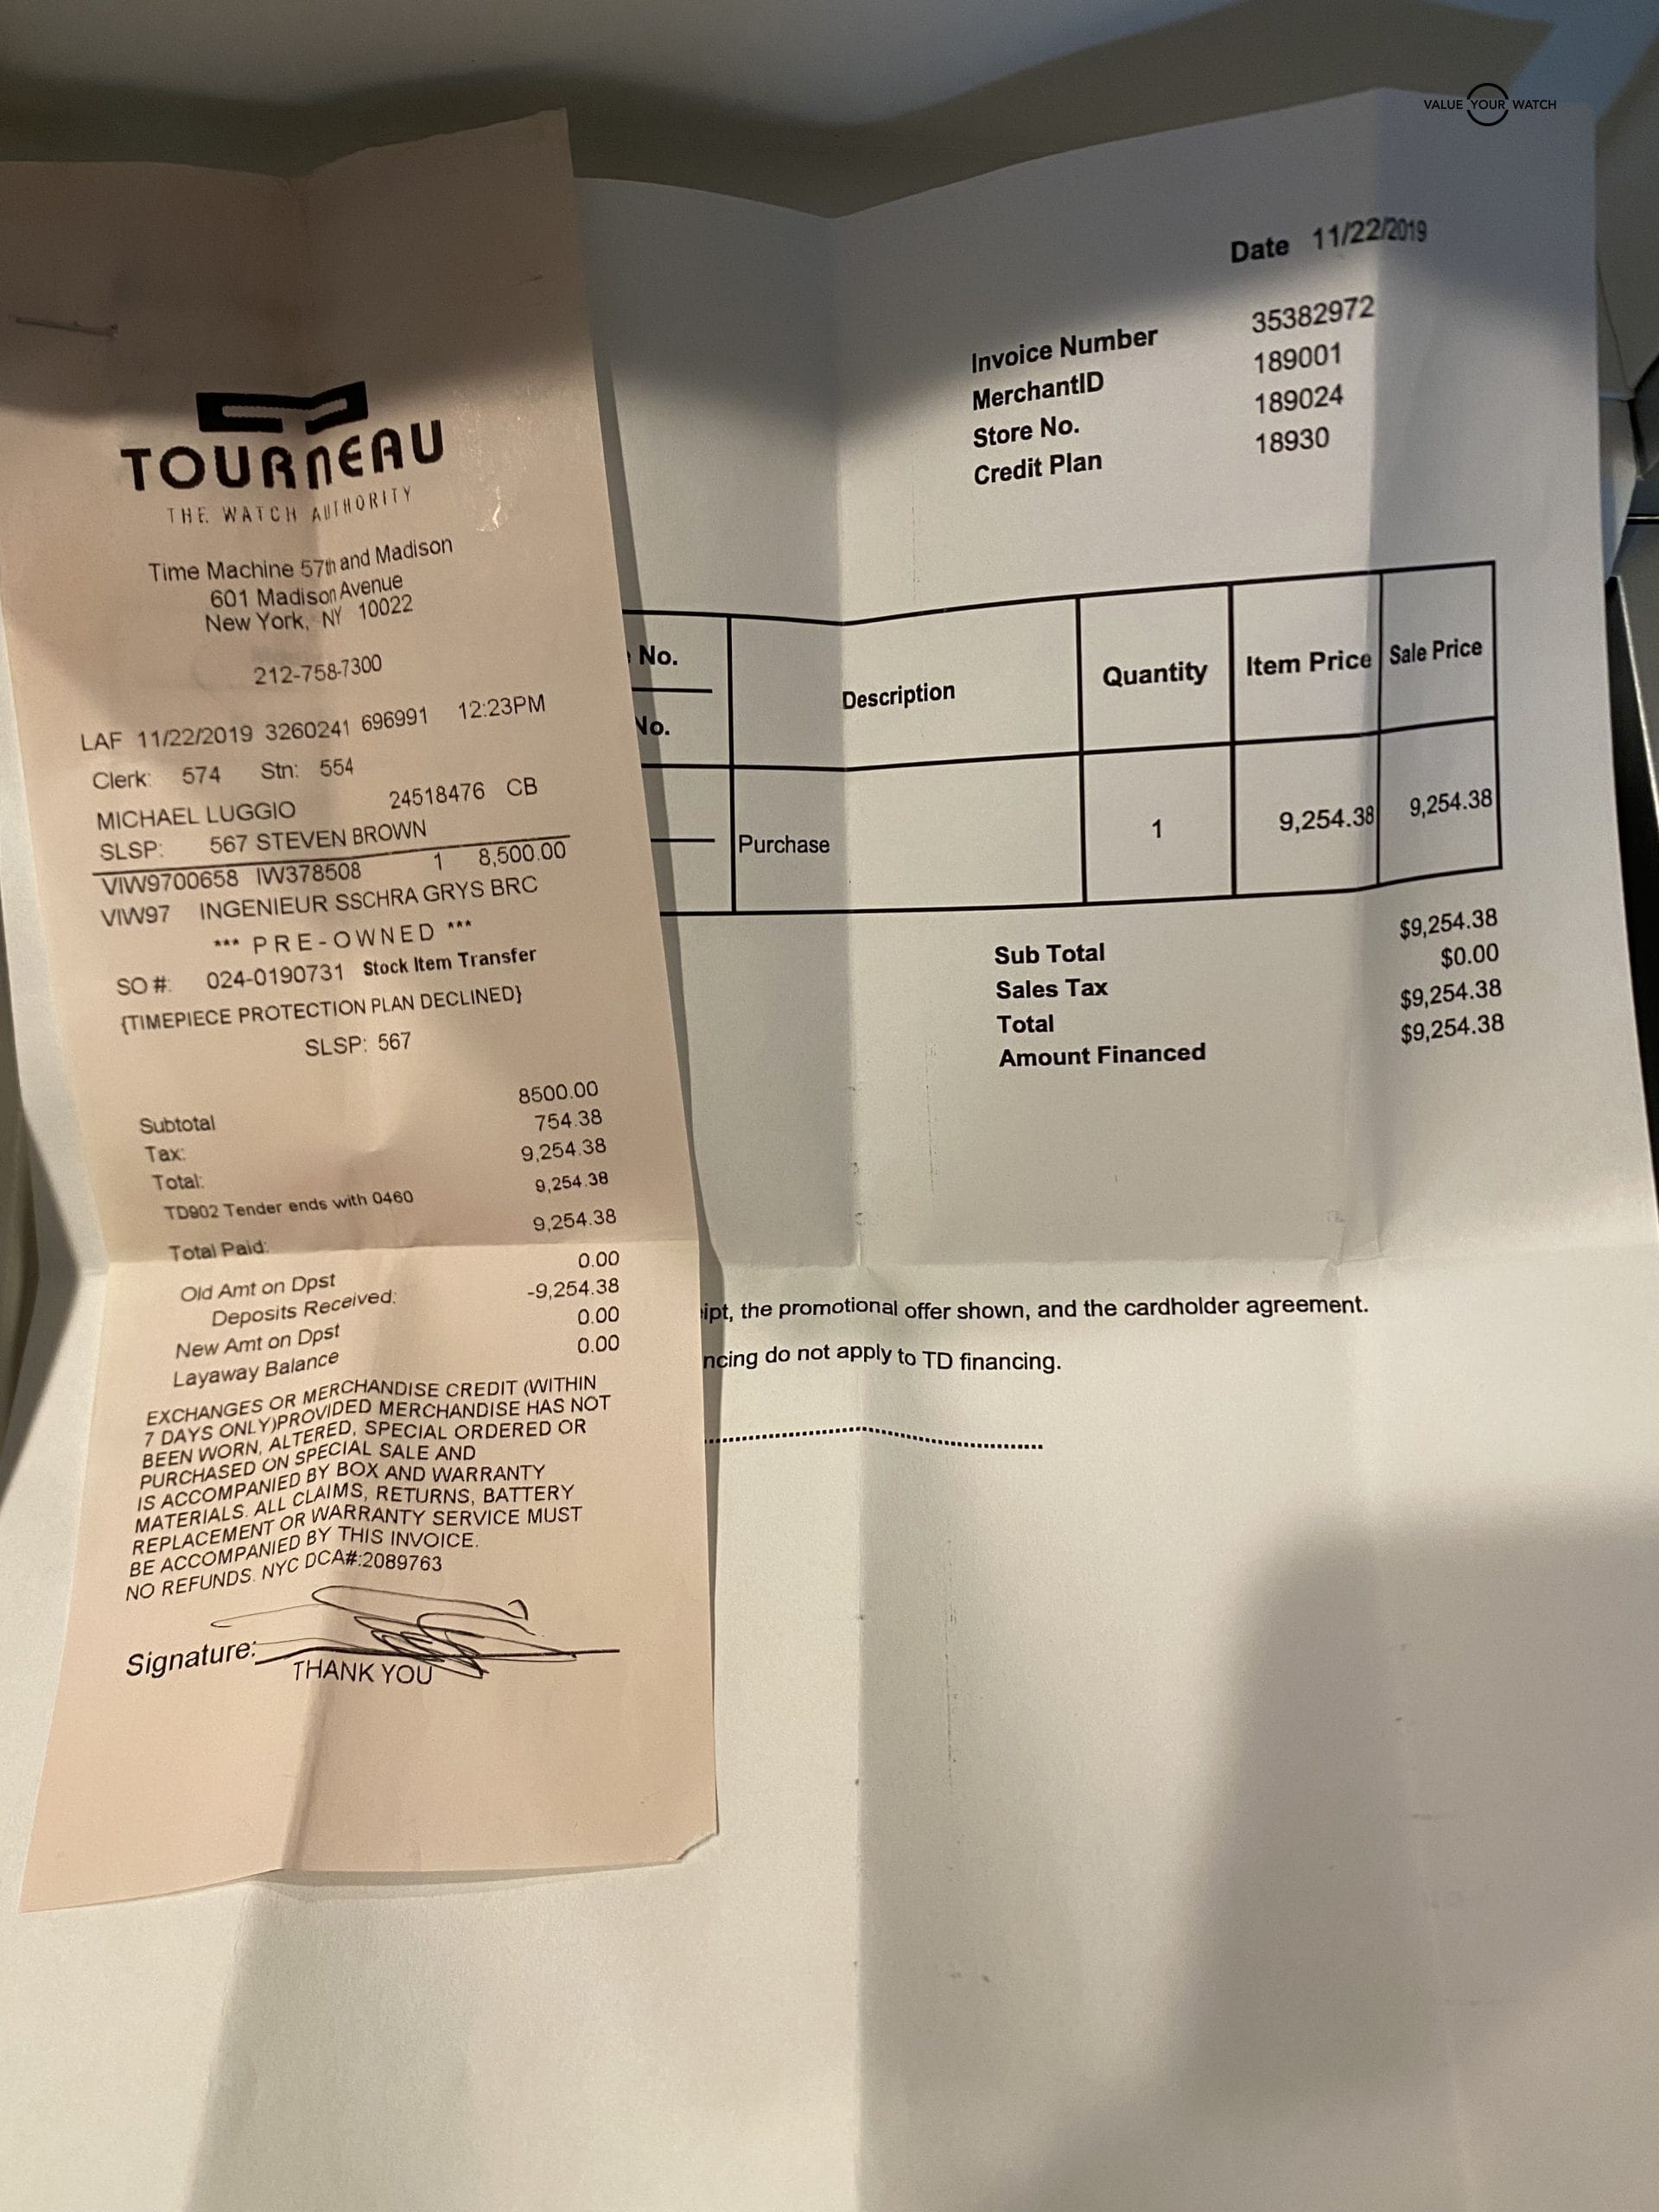 VALUE YOUR WATCH
TOURNEAU
THE WATCH AUTHORITY
Time Machine 57th and Madison
601 Madison Avenue
New York, NY 10022
212-758-7300
LAF 11/22/2019 3260241 696991 12:23PM
Clerk: 574 Stn: 554
MICHAEL LUGGIO 24518476 CB
SLSP: 567 STEVEN BROWN
VIW9700658 IW378508 1 8,500.00
VIW97 INGENIEUR SSCHRA GRYS BRC
*** PRE-OWNED ***
SO #: 024-0190731 Stock Item Transfer
{TIMEPIECE PROTECTION PLAN DECLINED}
SLSP: 567
Subtotal 8500.00
Tax: 754.38
Total: 9,254.38
TD902 Tender ends with 0460 9,254.38
Total Paid: 9,254.38
Old Amt on Dpst 0.00
Deposits Received: -9,254.38
New Amt on Dpst 0.00
Layaway Balance 0.00
EXCHANGES OR MERCHANDISE CREDIT (WITHIN
7 DAYS ONLY)PROVIDED MERCHANDISE HAS NOT
BEEN WORN, ALTERED, SPECIAL ORDERED OR
PURCHASED ON SPECIAL SALE AND
IS ACCOMPANIED BY BOX AND WARRANTY
MATERIALS. ALL CLAIMS, RETURNS, BATTERY
REPLACEMENT OR WARRANTY SERVICE MUST
BE ACCOMPANIED BY THIS INVOICE.
NO REFUNDS. NYC DCA#:2089763
Signature:
THANK YOU
Date 11/22/2019
Invoice Number 35382972
MerchantID 189001
Store No. 189024
Credit Plan 18930
No.
No.
Description Quantity Item Price Sale Price
Purchase 1 9,254.38 9,254.38
Sub Total $9,254.38
Sales Tax $0.00
Total $9,254.38
Amount Financed $9,254.38
ipt, the promotional offer shown, and the cardholder agreement.
ncing do not apply to TD financing.